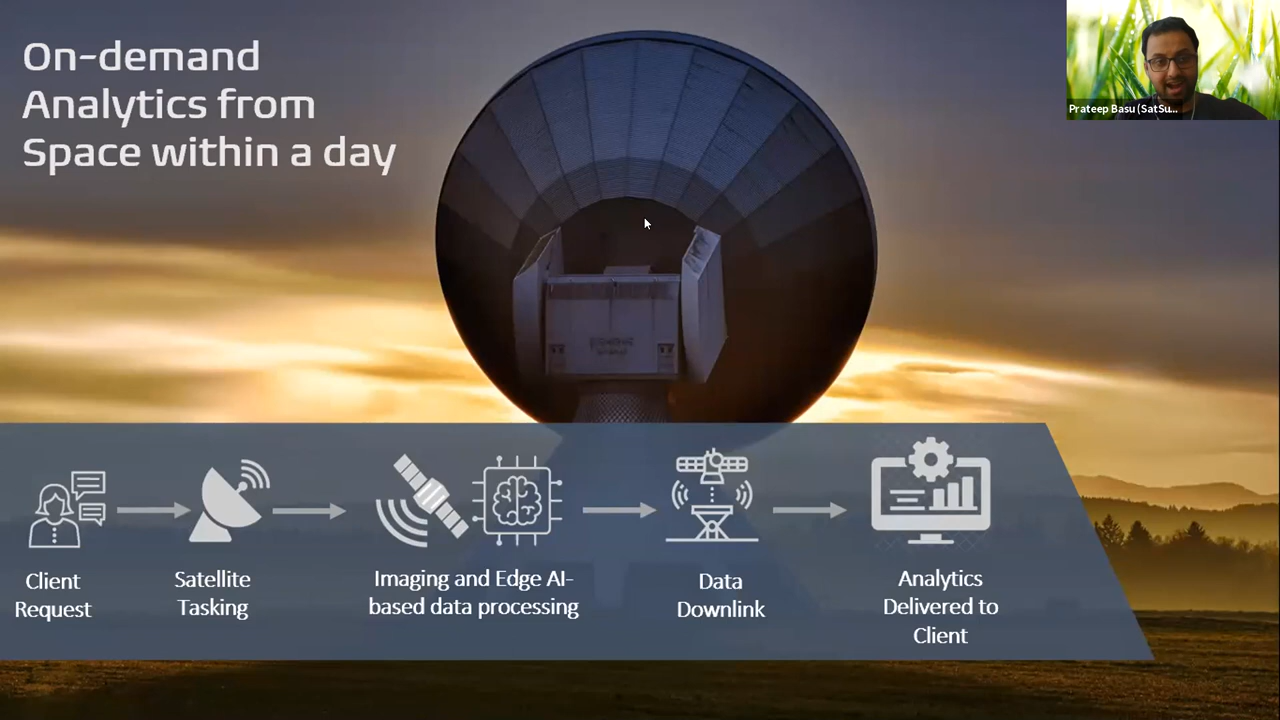 On-demand
Analytics from
Space within a day
Prateep Basu (SatSu...
Client
Request
Satellite
Tasking
Imaging and Edge AI-
based data processing
Data
Downlink
Analytics
Delivered to
Client